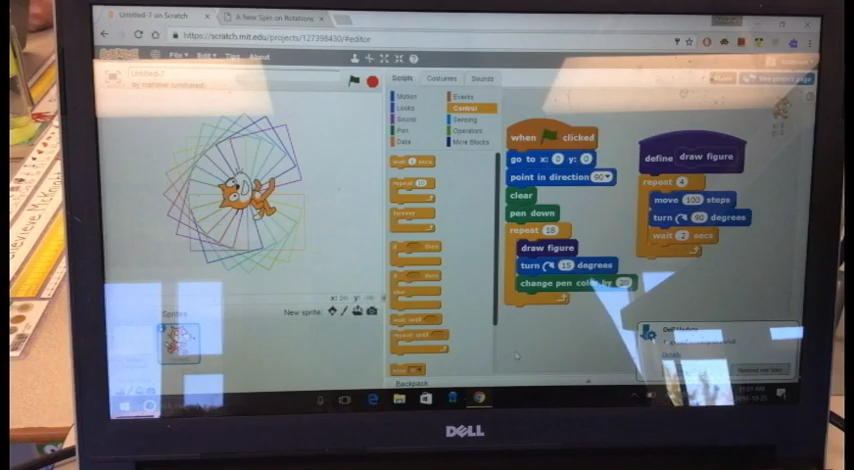 Untitled-7 on Scratch
A New Spin on Rotations
https://scratch.mit.edu/projects/127398430/#editor
File
Edit
Tips
About
Untitled-7
Scripts
Costumes
Sounds
Motion
Events
Looks
Control
Sound
Sensing
Pen
Operators
Data
More Blocks
wait 1 secs
repeat 10
forever
if then
if then
else
wait until
repeat until
when clicked
go to x: 0 y: 0
point in direction 90
clear
pen down
repeat 18
draw figure
turn 15 degrees
change pen color by 20
define draw figure
repeat 4
move 100 steps
turn 90 degrees
wait .2 secs
Sprites
New sprite:
Backpack
Details
DELL